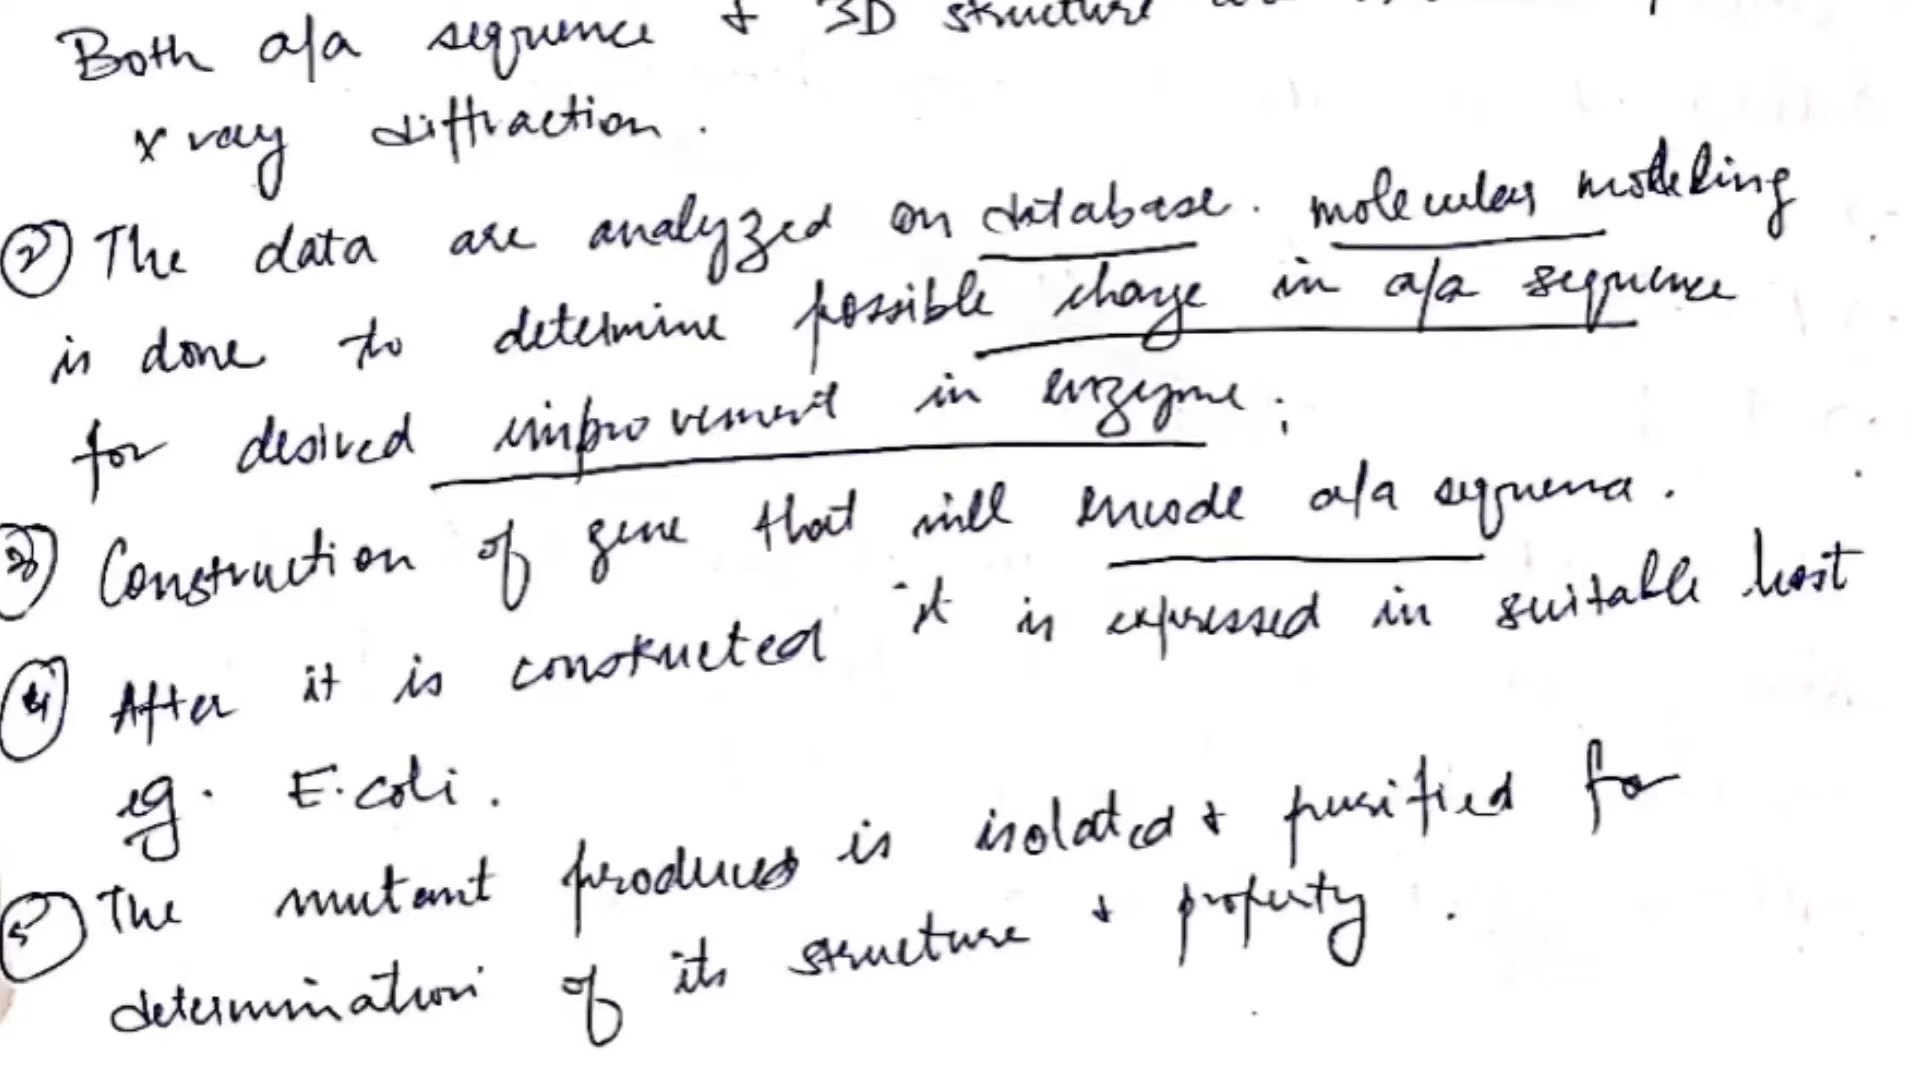 Both a/a sequence & 3D structure
x ray diffraction.
② The data are analyzed on database. molecular modeling
is done to determine possible change in a/a sequence
for desired improvement in enzyme.
③ Construction of gene that will encode a/a sequence.
④ After it is constructed it is expressed in suitable host
eg. E. coli.
⑤ The mutant produced is isolated & purified for
determination of its structure & property.